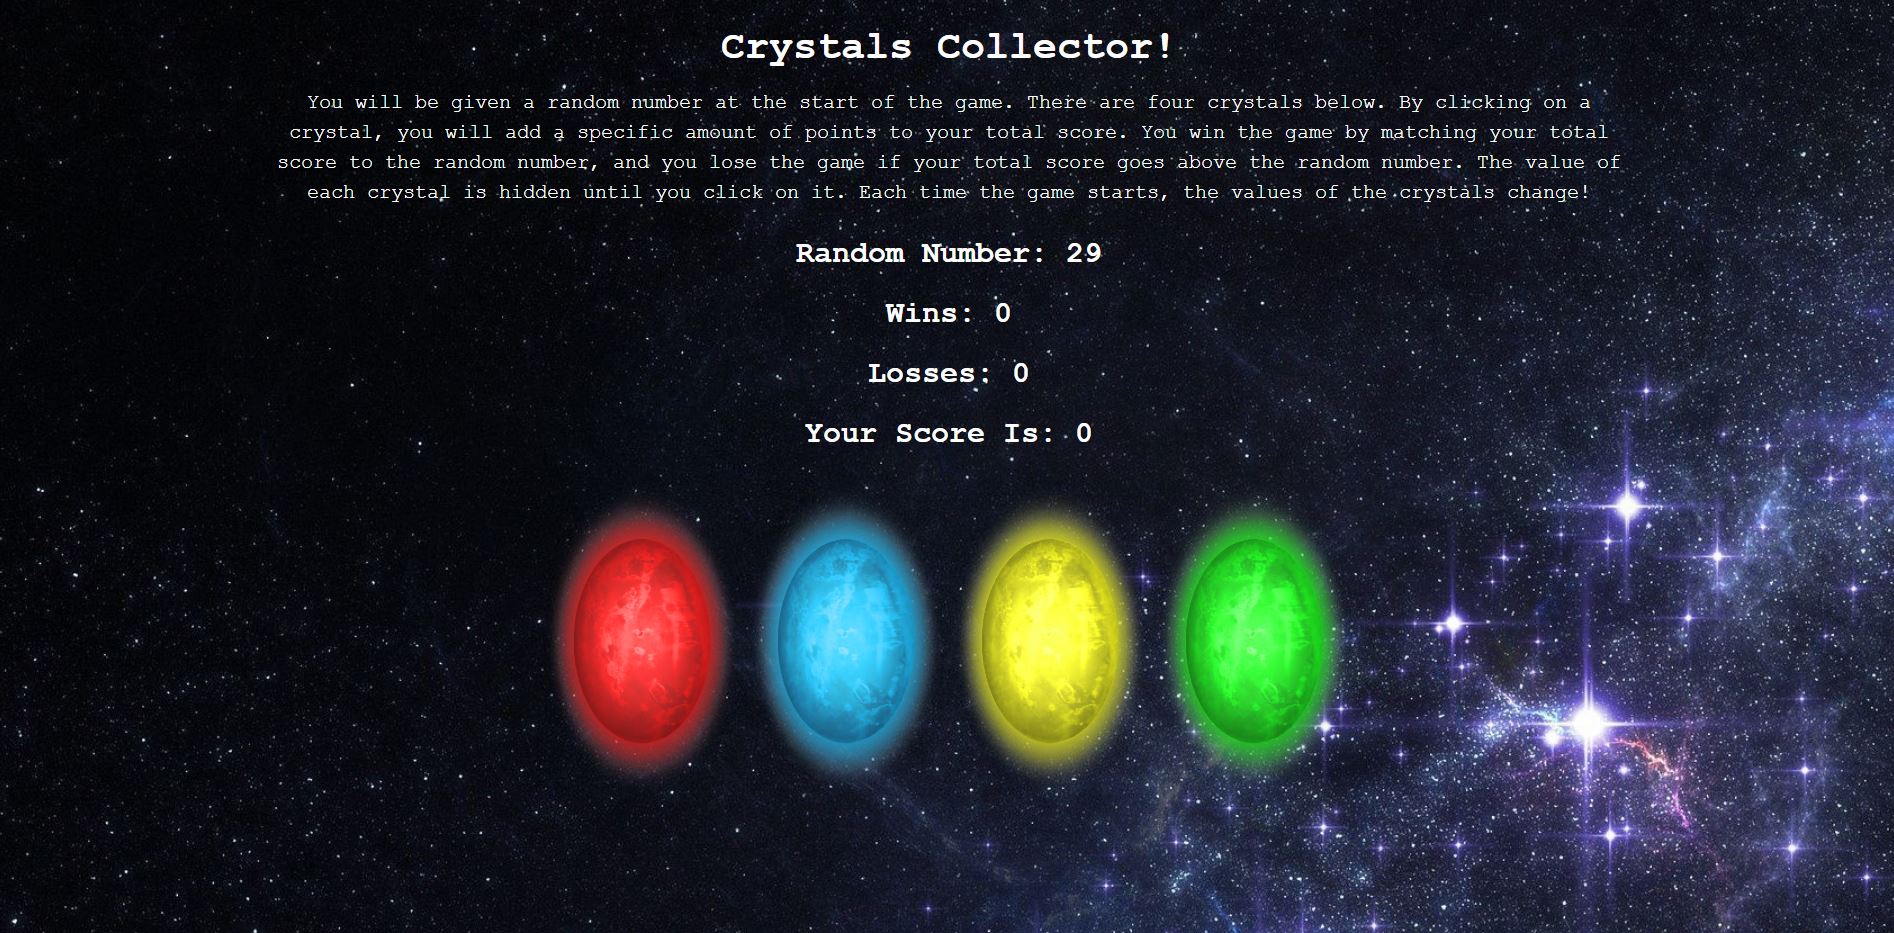 Crystals Collector!
You will be given a random number at the start of the game. There are four crystals below. By clicking on a
crystal, you will add a specific amount of points to your total score. You win the game by matching your total
score to the random number, and you lose the game if your total score goes above the random number. The value of
each crystal is hidden until you click on it. Each time the game starts, the values of the crystals change!
Random Number: 29
Wins: 0
Losses: 0
Your Score Is: 0